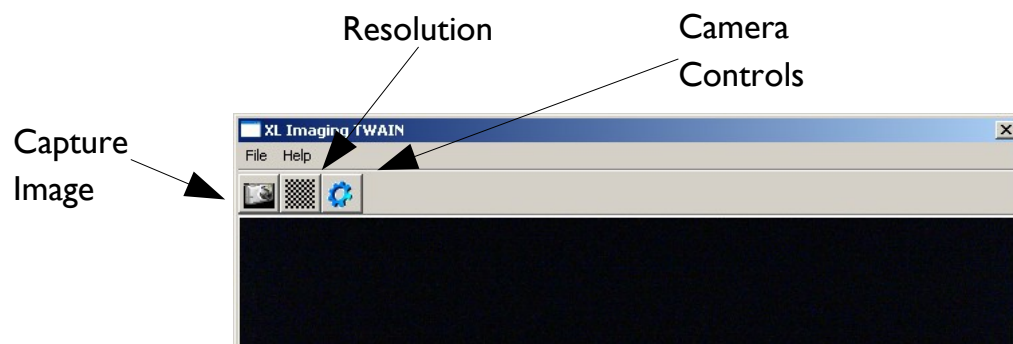 Resolution
Camera
Controls
Capture
Image
XL Imaging TWAIN
File Help